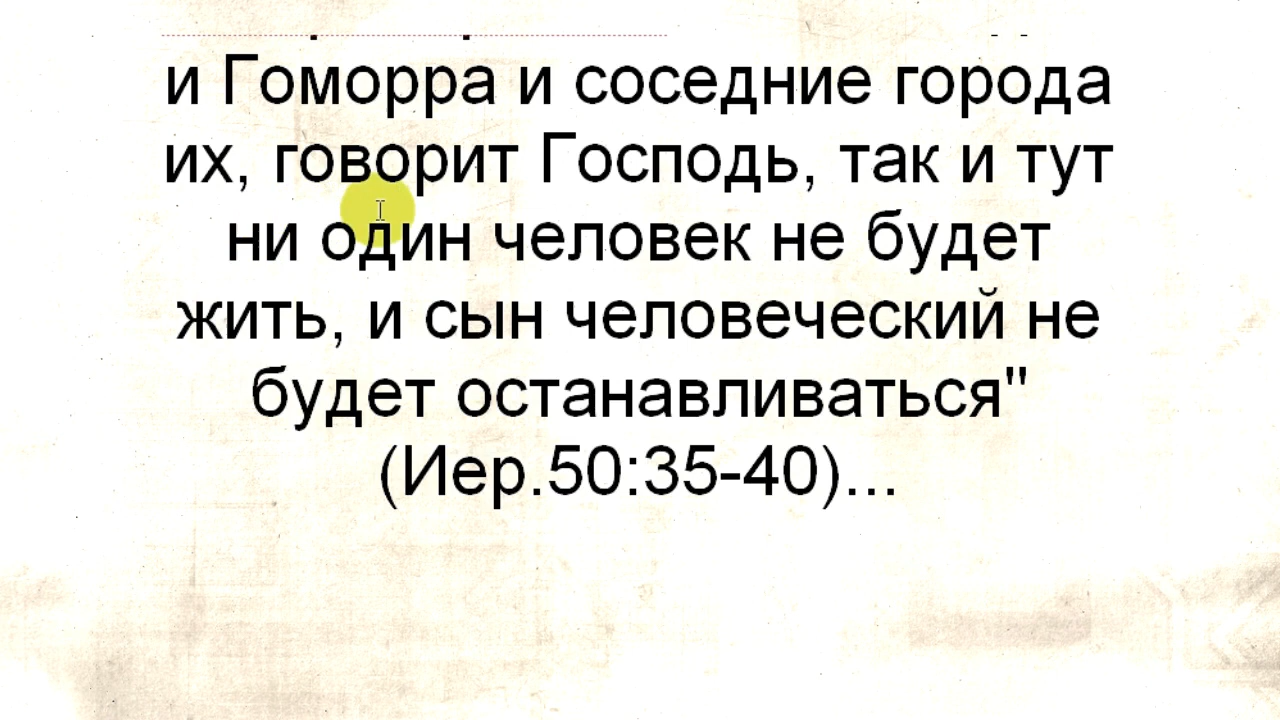 и Гоморра и соседние города
их, говорит Господь, так и тут
ни один человек не будет
жить, и сын человеческий не
будет останавливаться"
(Иер.50:35-40)...